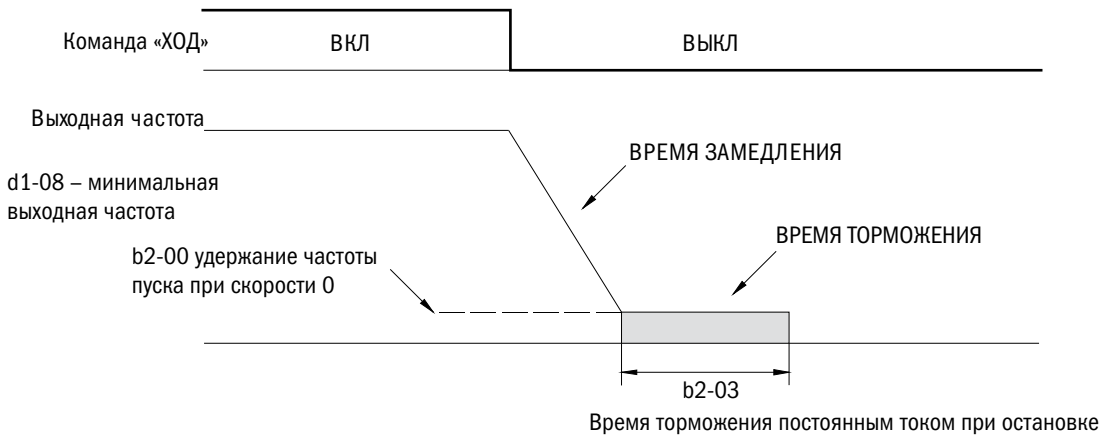 Команда «ХОД»
ВКЛ
ВЫКЛ
Выходная частота
ВРЕМЯ ЗАМЕДЛЕНИЯ
d1-08 – минимальная
выходная частота
ВРЕМЯ ТОРМОЖЕНИЯ
b2-00 удержание частоты
пуска при скорости 0
b2-03
Время торможения постоянным током при остановке